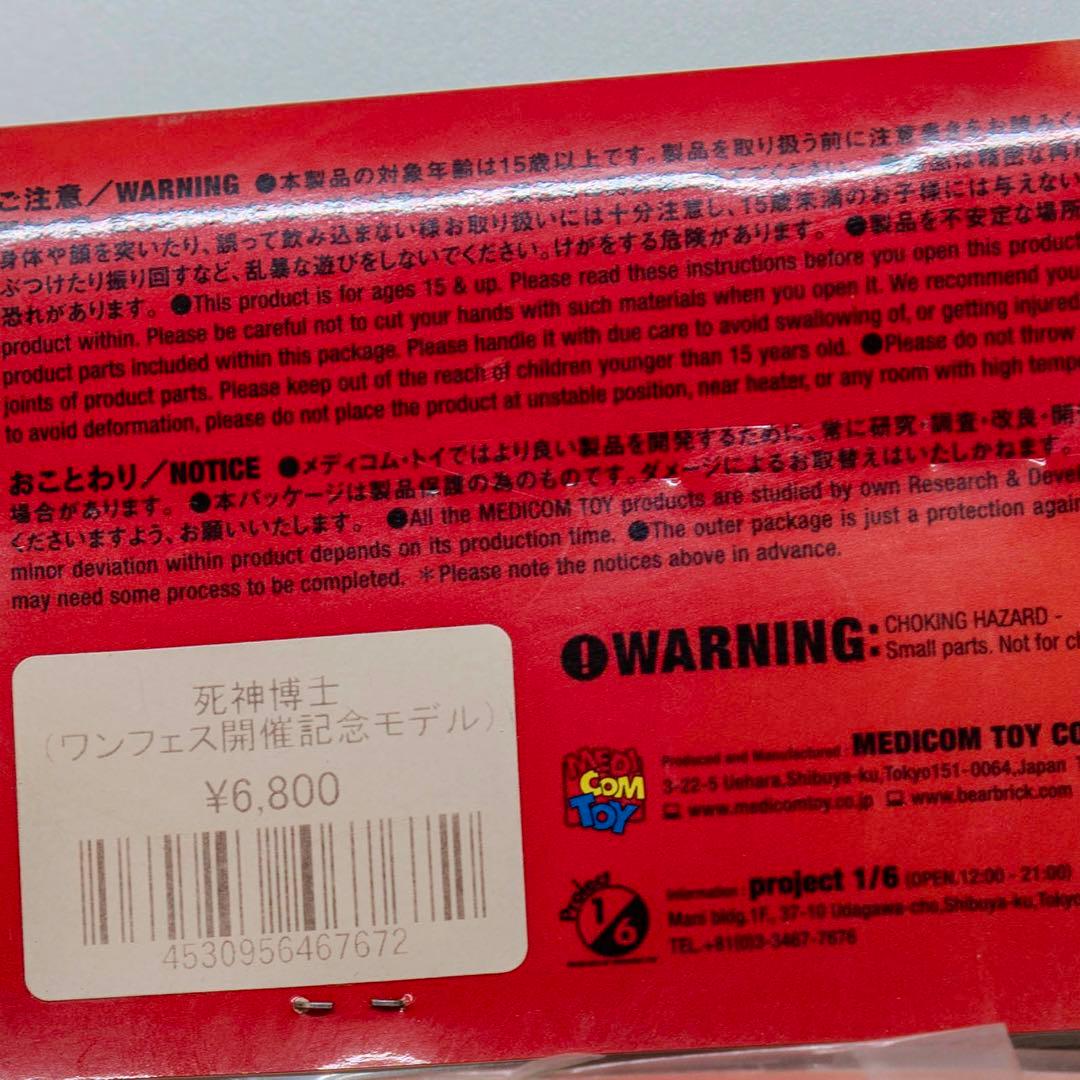 ご注意/WARNING ●本製品の対象年齢は15歳以上です。製品を取り扱う前に注意書きをお読みく
身体や顔を突いたり、誤って飲み込まない様お取り扱いには十分注意し、15歳未満のお子様には与えない
ぶつけたり振り回すなど、乱暴な遊びをしないでください。けがをする危険があります。 ●製品を不安定な場所
恐れがあります。 ●This product is for ages 15 & up. Please read these instructions before you open this product
product within. Please be careful not to cut your hands with such materials when you open it. We recommend you
product parts included within this package. Please handle it with due care to avoid swallowing of, or getting injured
joints of product parts. Please keep out of the reach of children younger than 15 years old. ●Please do not throw
to avoid deformation, please do not place the product at unstable position, near heater, or any room with high tempe
おことわり/NOTICE ●メディコム・トイではより良い製品を開発するために、常に研究・調査・改良・開
場合があります。 ●本パッケージは製品保護の為のものです。ダメージによるお取替えはいたしかねます。
くださいますよう、お願いいたします。 ●All the MEDICOM TOY products are studied by own Research & Devel
minor deviation within product depends on its production time. ●The outer package is just a protection again
may need some process to be completed. *Please note the notices above in advance.
WARNING: CHOKING HAZARD -
Small parts. Not for ch
死神博士
(ワンフェス開催記念モデル)
¥6,800
4530956467672
MEDI COM TOY
Produced and Manufactured MEDICOM TOY CO
3-22-5 Uehara,Shibuya-ku,Tokyo151-0064,Japan T
www.medicomtoy.co.jp www.bearbrick.com
Project 1/6
Information project 1/6 (OPEN.12:00 - 21:00)
Mani bldg.1F., 37-10 Udagawa-cho,Shibuya-ku,Tokyo
TEL.+81(0)3-3467-7676